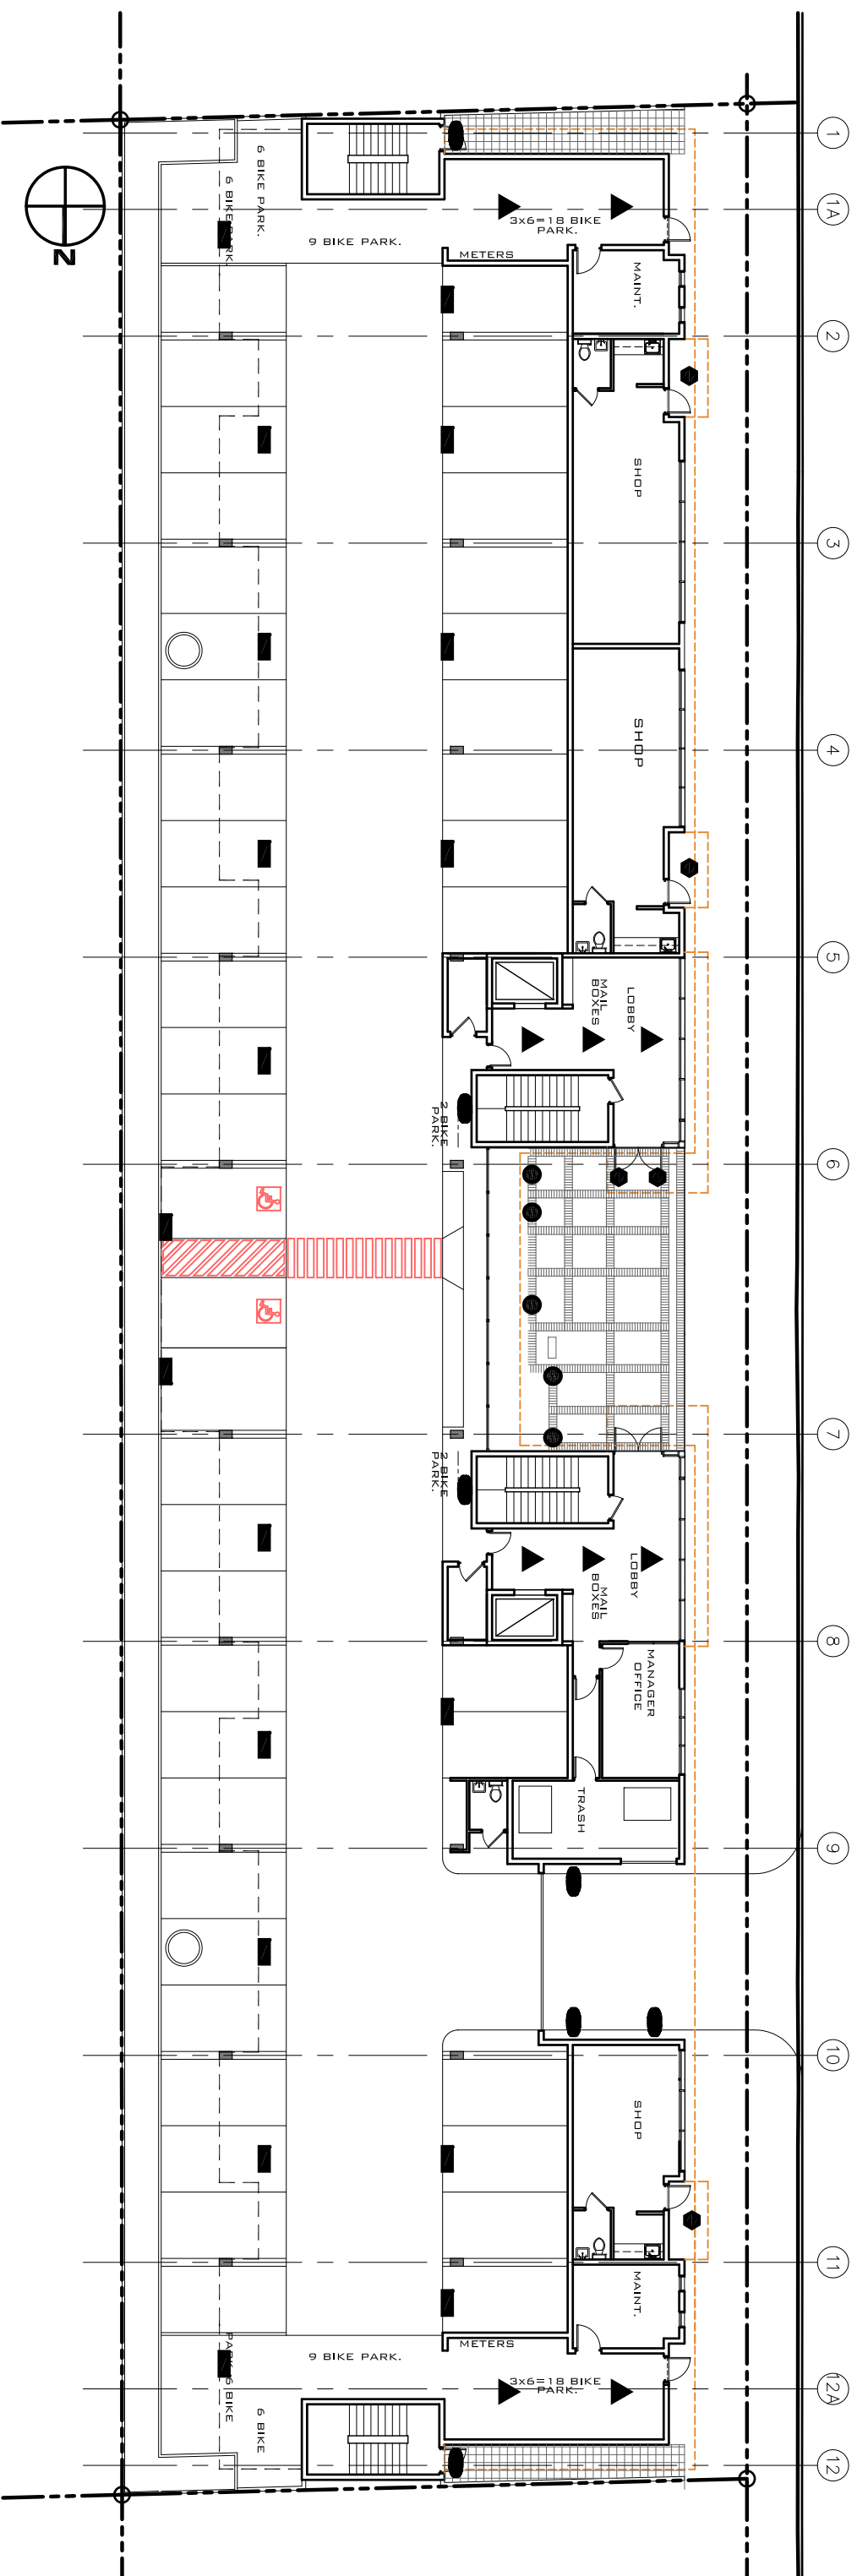 1
6 BIKE PARK.
6 BIKE PARK.
1A
3x6=18 BIKE
PARK.
9 BIKE PARK.
METERS
N
MAINT.
2
SHOP
3
SHOP
4
5
LOBBY
MAIL
BOXES
2 BIKE
PARK.
6
7
2 BIKE
PARK.
LOBBY
MAIL
BOXES
8
MANAGER
OFFICE
TRASH
9
10
SHOP
11
MAINT.
METERS
9 BIKE PARK.
3x6=18 BIKE
PARK.
12A
PARK. 6 BIKE
6 BIKE
12